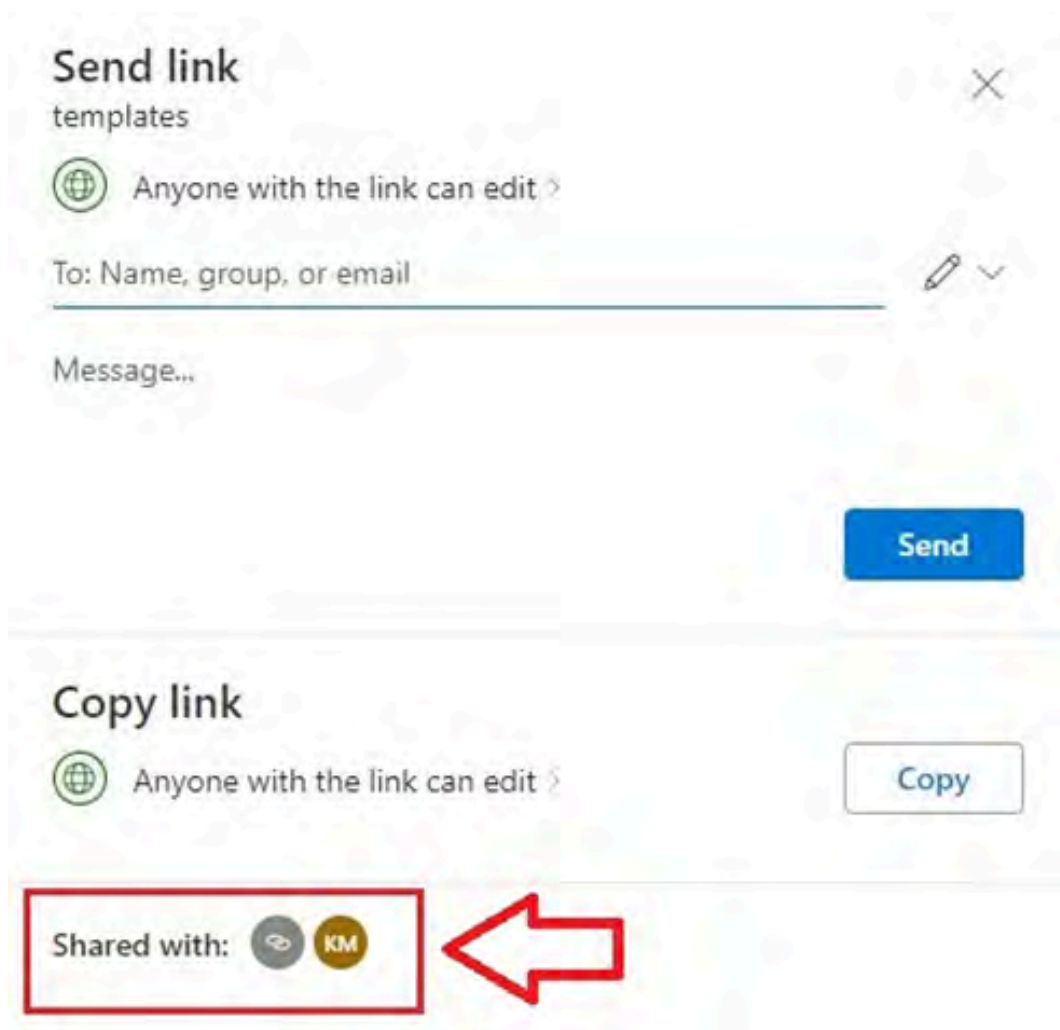 Send link
templates
Anyone with the link can edit >
To: Name, group, or email
Message...
Send
Copy link
Anyone with the link can edit >
Copy
Shared with: KM